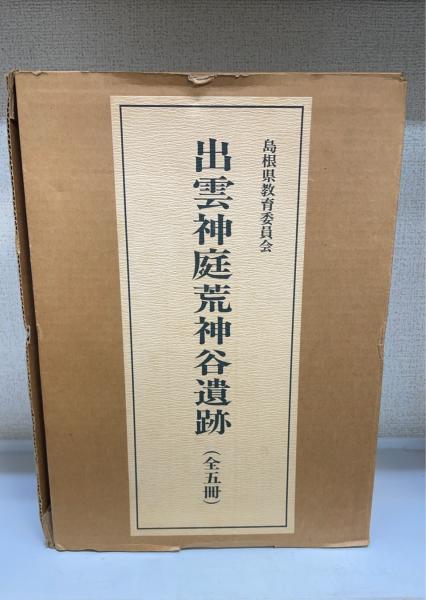 島根県教育委員会
出雲神庭荒神谷遺跡
（全五冊）